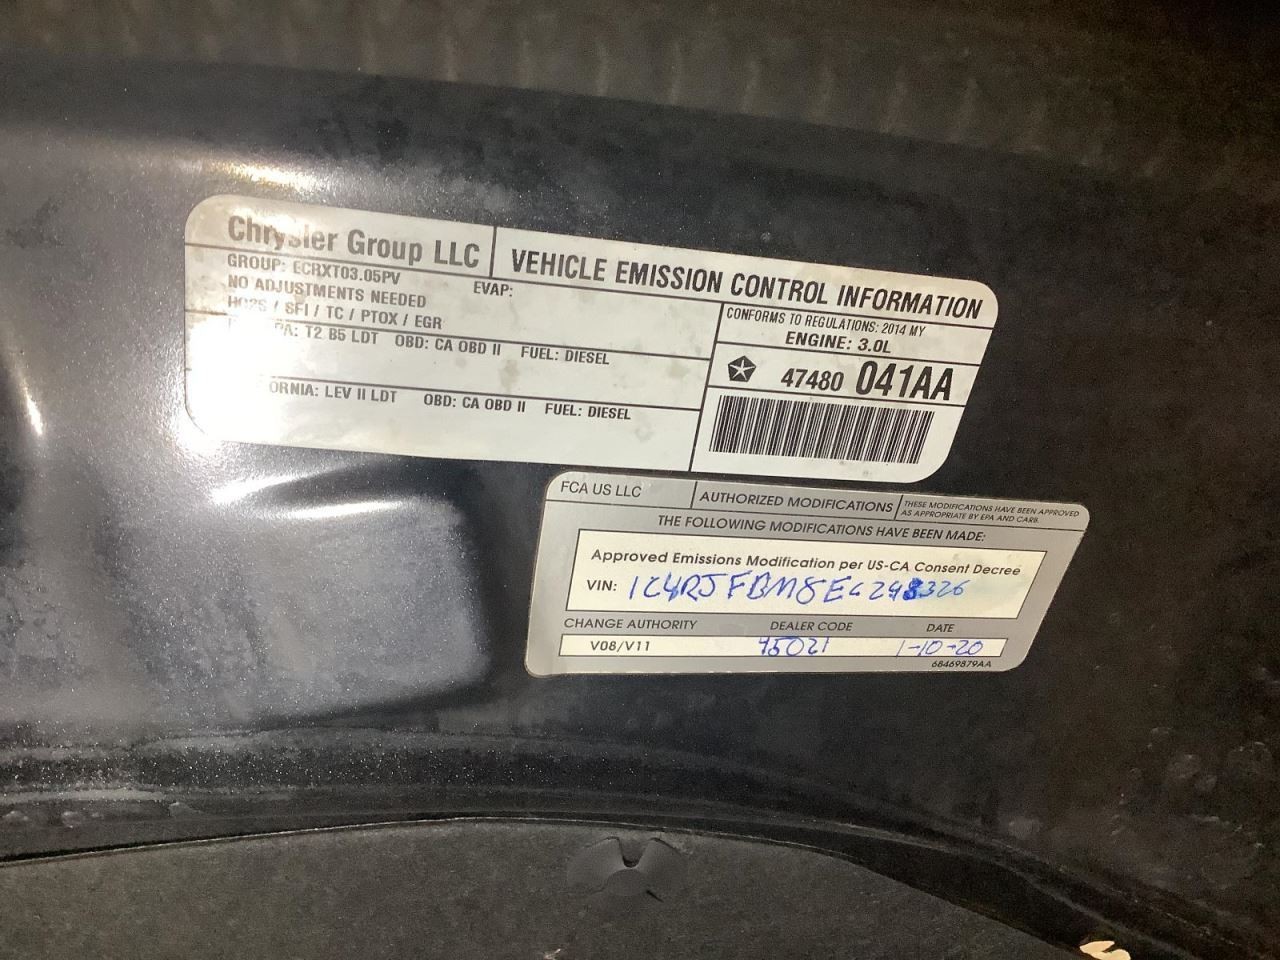 Chrysler Group LLC
VEHICLE EMISSION CONTROL INFORMATION
GROUP: ECRXT03.05PV EVAP:
NO ADJUSTMENTS NEEDED
HO2S / SFI / TC / PTOX / EGR
T2 B5 LDT OBD: CA OBD II FUEL: DIESEL
ORNIA: LEV II LDT OBD: CA OBD II FUEL: DIESEL
CONFORMS TO REGULATIONS: 2014 MY
ENGINE: 3.0L
47480 041AA
FCA US LLC
AUTHORIZED MODIFICATIONS
THESE MODIFICATIONS HAVE BEEN APPROVED
AS APPROPRIATE BY EPA AND CARB.
THE FOLLOWING MODIFICATIONS HAVE BEEN MADE:
Approved Emissions Modification per US-CA Consent Decree
VIN:
CHANGE AUTHORITY DEALER CODE DATE
V08/V11 45021 1-10-20
68469879AA